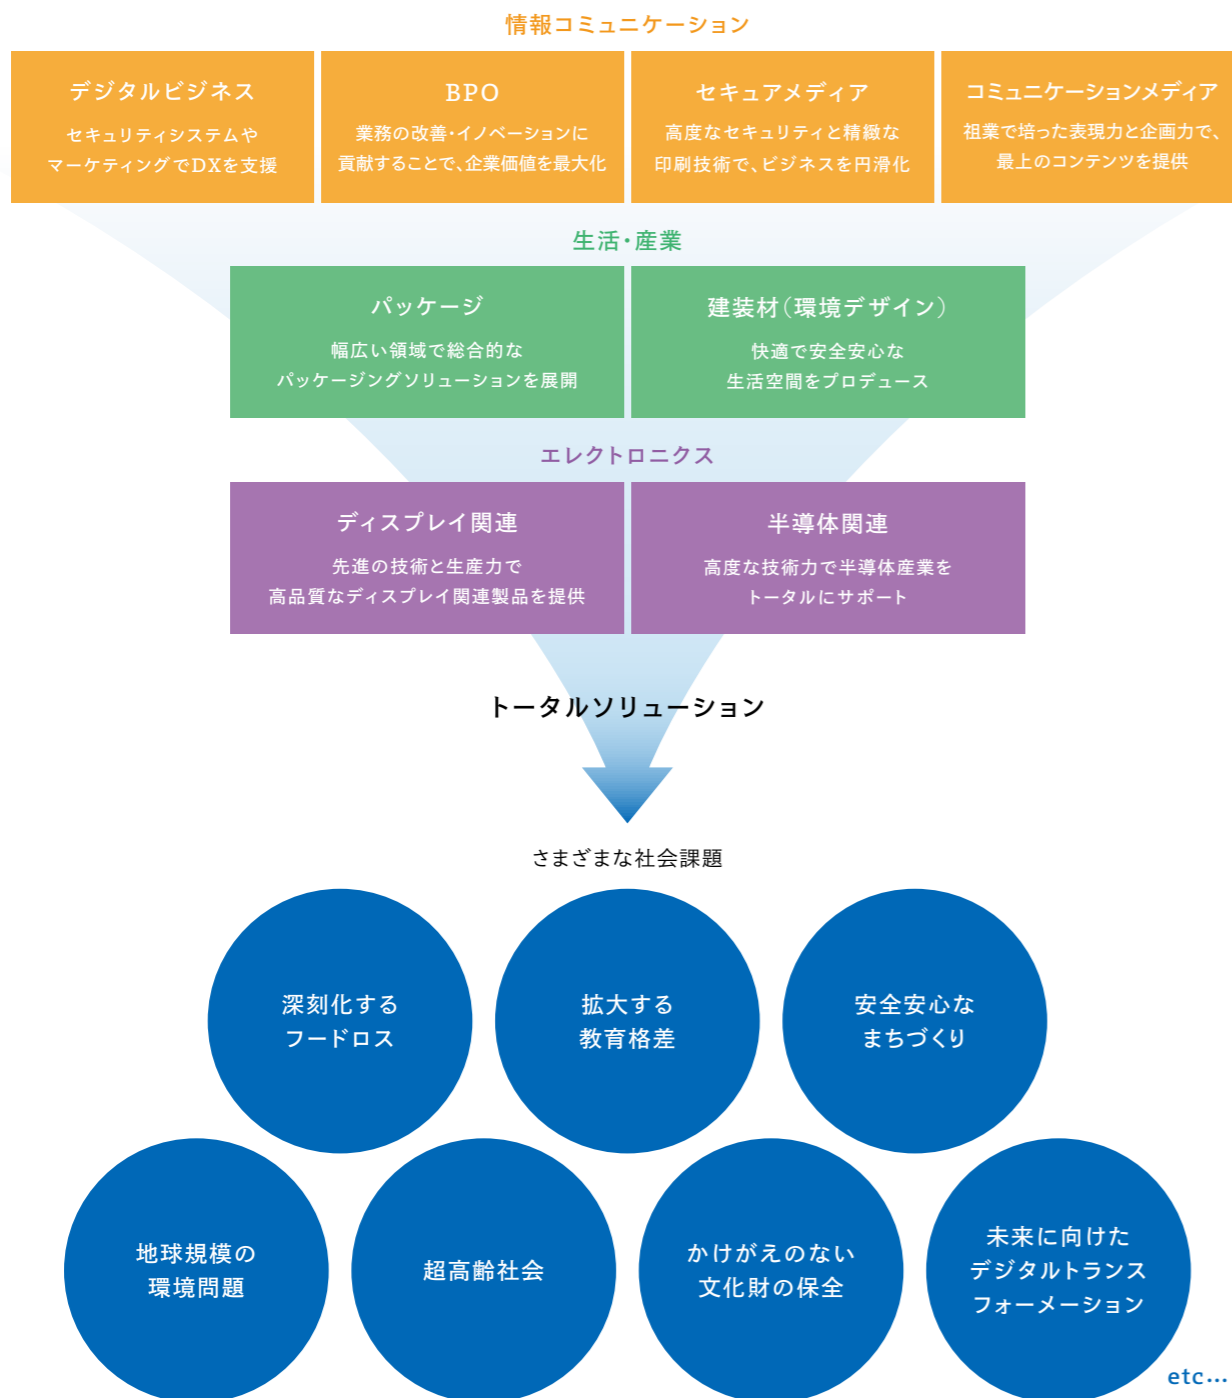 情報コミュニケーション
デジタルビジネス
セキュリティシステムや
マーケティングでDXを支援
BPO
業務の改善・イノベーションに
貢献することで、企業価値を最大化
セキュアメディア
高度なセキュリティと精緻な
印刷技術で、ビジネスを円滑化
コミュニケーションメディア
祖業で培った表現力と企画力で、
最上のコンテンツを提供
生活・産業
パッケージ
幅広い領域で総合的な
パッケージングソリューションを展開
建装材（環境デザイン）
快適で安全安心な
生活空間をプロデュース
エレクトロニクス
ディスプレイ関連
先進の技術と生産力で
高品質なディスプレイ関連製品を提供
半導体関連
高度な技術力で半導体産業を
トータルにサポート
トータルソリューション
さまざまな社会課題
深刻化する
フードロス
拡大する
教育格差
安全安心な
まちづくり
地球規模の
環境問題
超高齢社会
かけがえのない
文化財の保全
未来に向けた
デジタルトランス
フォーメーション
etc...